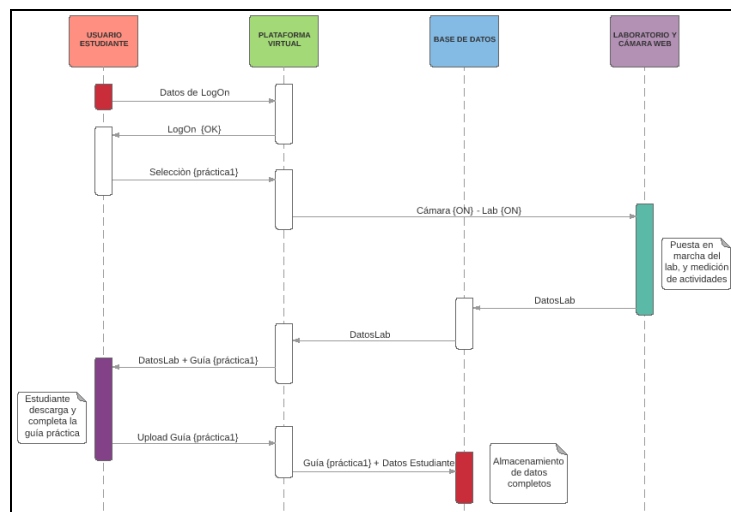 USUARIO
ESTUDIANTE
PLATAFORMA
VIRTUAL
BASE DE DATOS
LABORATORIO Y
CÁMARA WEB
Datos de LogOn
LogOn {OK}
Selección {práctica1}
Cámara {ON} - Lab {ON}
Puesta en
marcha del
lab, y medición
de actividades
DatosLab
DatosLab
DatosLab + Guía {práctica1}
Estudiante
descarga y
completa la
guía práctica
Upload Guía {práctica1}
Guía {práctica1} + Datos Estudiante
Almacenamiento
de datos
completos